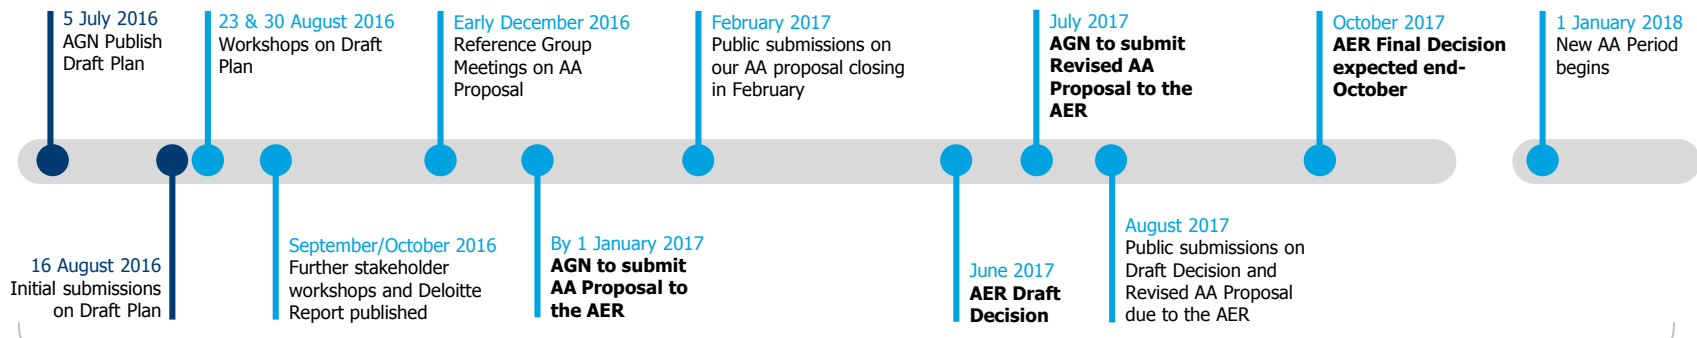 5 July 2016
AGN Publish
Draft Plan
23 & 30 August 2016
Workshops on Draft
Plan
Early December 2016
Reference Group
Meetings on AA
Proposal
February 2017
Public submissions on
our AA proposal closing
in February
July 2017
AGN to submit
Revised AA
Proposal to the
AER
October 2017
AER Final Decision
expected end-
October
1 January 2018
New AA Period
begins
16 August 2016
Initial submissions
on Draft Plan
September/October 2016
Further stakeholder
workshops and Deloitte
Report published
By 1 January 2017
AGN to submit
AA Proposal to
the AER
June 2017
AER Draft
Decision
August 2017
Public submissions on
Draft Decision and
Revised AA Proposal
due to the AER